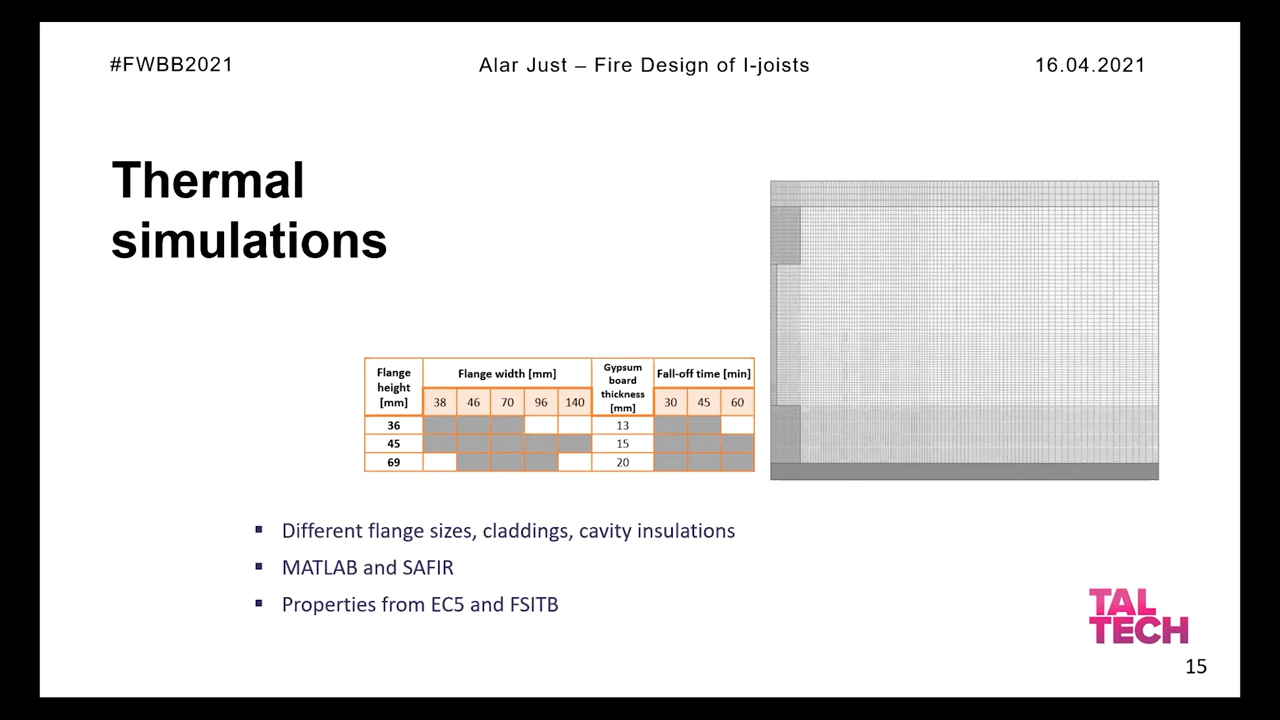 #FWBB2021 Alar Just – Fire Design of I-joists 16.04.2021
Thermal
simulations
Flange height [mm] Flange width [mm] Gypsum board thickness [mm] Fall-off time [min]
38 46 70 96 140 30 45 60
36 13
45 15
69 20
▪ Different flange sizes, claddings, cavity insulations
▪ MATLAB and SAFIR
▪ Properties from EC5 and FSITB
TAL
TECH
15